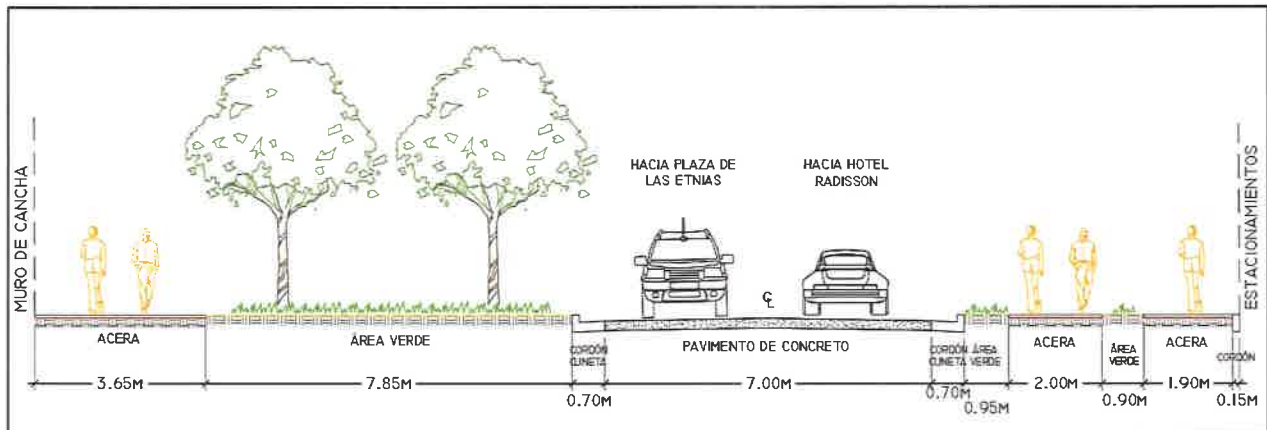 HACIA PLAZA DE
LAS ETNIAS
HACIA HOTEL
RADISSON
MURO DE CANCHA
ESTACIONAMIENTOS
℄
ACERA
ÁREA VERDE
CORDÓN
CUNETA
PAVIMENTO DE CONCRETO
CORDÓN
CUNETA
ÁREA
VERDE
ACERA
ÁREA
VERDE
ACERA
CORDÓN
3.65M
7.85M
0.70M
7.00M
0.70M
0.95M
2.00M
0.90M
1.90M
0.15M